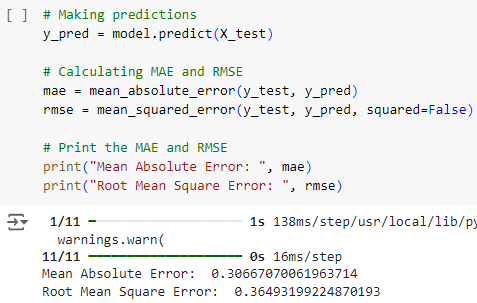 [ ] # Making predictions
y_pred = model.predict(X_test)
# Calculating MAE and RMSE
mae = mean_absolute_error(y_test, y_pred)
rmse = mean_squared_error(y_test, y_pred, squared=False)
# Print the MAE and RMSE
print("Mean Absolute Error: ", mae)
print("Root Mean Square Error: ", rmse)
1/11 1s 138ms/step/usr/local/lib/py
warnings.warn(
11/11 0s 16ms/step
Mean Absolute Error:  0.30667070061963714
Root Mean Square Error:  0.36493199224870193